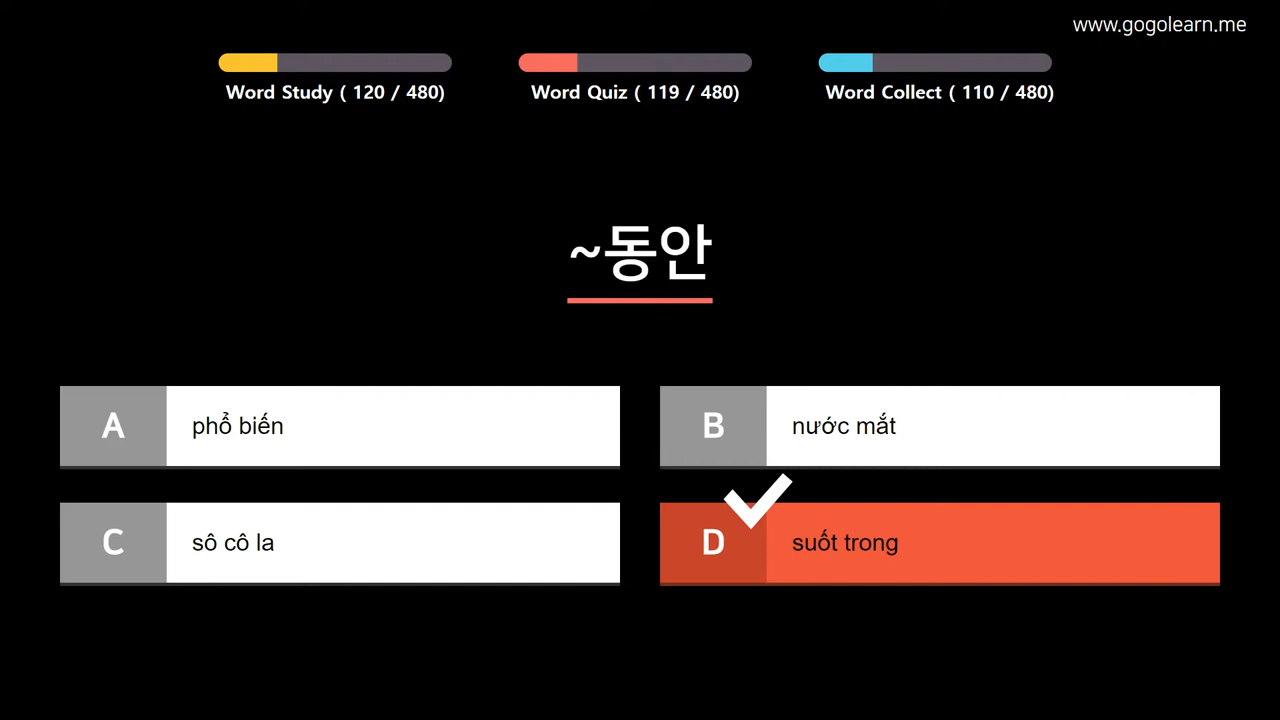 www.gogolearn.me
Word Study ( 120 / 480)
Word Quiz ( 119 / 480)
Word Collect ( 110 / 480)
~동안
A phổ biến
B nước mắt
C sô cô la
D suốt trong